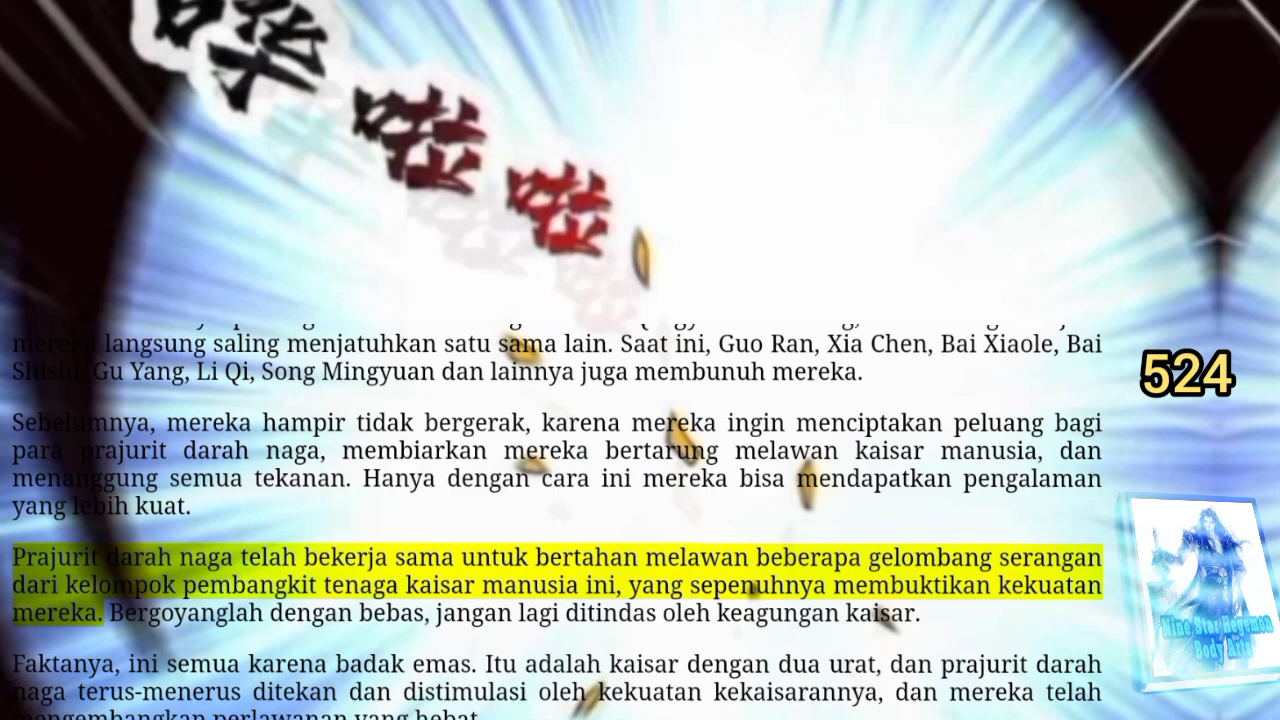 哗
啦
啦
mereka langsung saling menjatuhkan satu sama lain. Saat ini, Guo Ran, Xia Chen, Bai Xiaole, Bai
Shishi, Gu Yang, Li Qi, Song Mingyuan dan lainnya juga membunuh mereka.
524
Sebelumnya, mereka hampir tidak bergerak, karena mereka ingin menciptakan peluang bagi
para prajurit darah naga, membiarkan mereka bertarung melawan kaisar manusia, dan
menanggung semua tekanan. Hanya dengan cara ini mereka bisa mendapatkan pengalaman
yang lebih kuat.
Prajurit darah naga telah bekerja sama untuk bertahan melawan beberapa gelombang serangan
dari kelompok pembangkit tenaga kaisar manusia ini, yang sepenuhnya membuktikan kekuatan
mereka. Bergoyanglah dengan bebas, jangan lagi ditindas oleh keagungan kaisar.
Nine Star Hegemon
Body Arts
Faktanya, ini semua karena badak emas. Itu adalah kaisar dengan dua urat, dan prajurit darah
naga terus-menerus ditekan dan distimulasi oleh kekuatan kekaisarannya, dan mereka telah
mengembangkan perlawanan yang hebat.